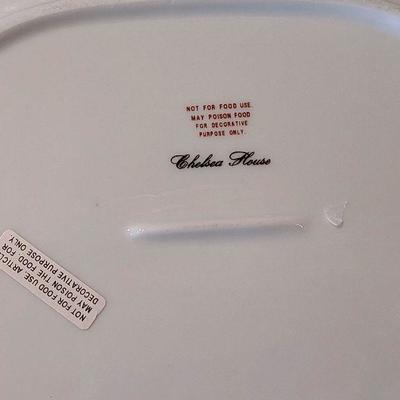 NOT FOR FOOD USE.
MAY POISON FOOD
FOR DECORATIVE
PURPOSE ONLY.
Chelsea House
NOT FOR FOOD USE. ARTICL
MAY POISON THE FOOD. FOR
DECORATIVE PURPOSE ONLY.